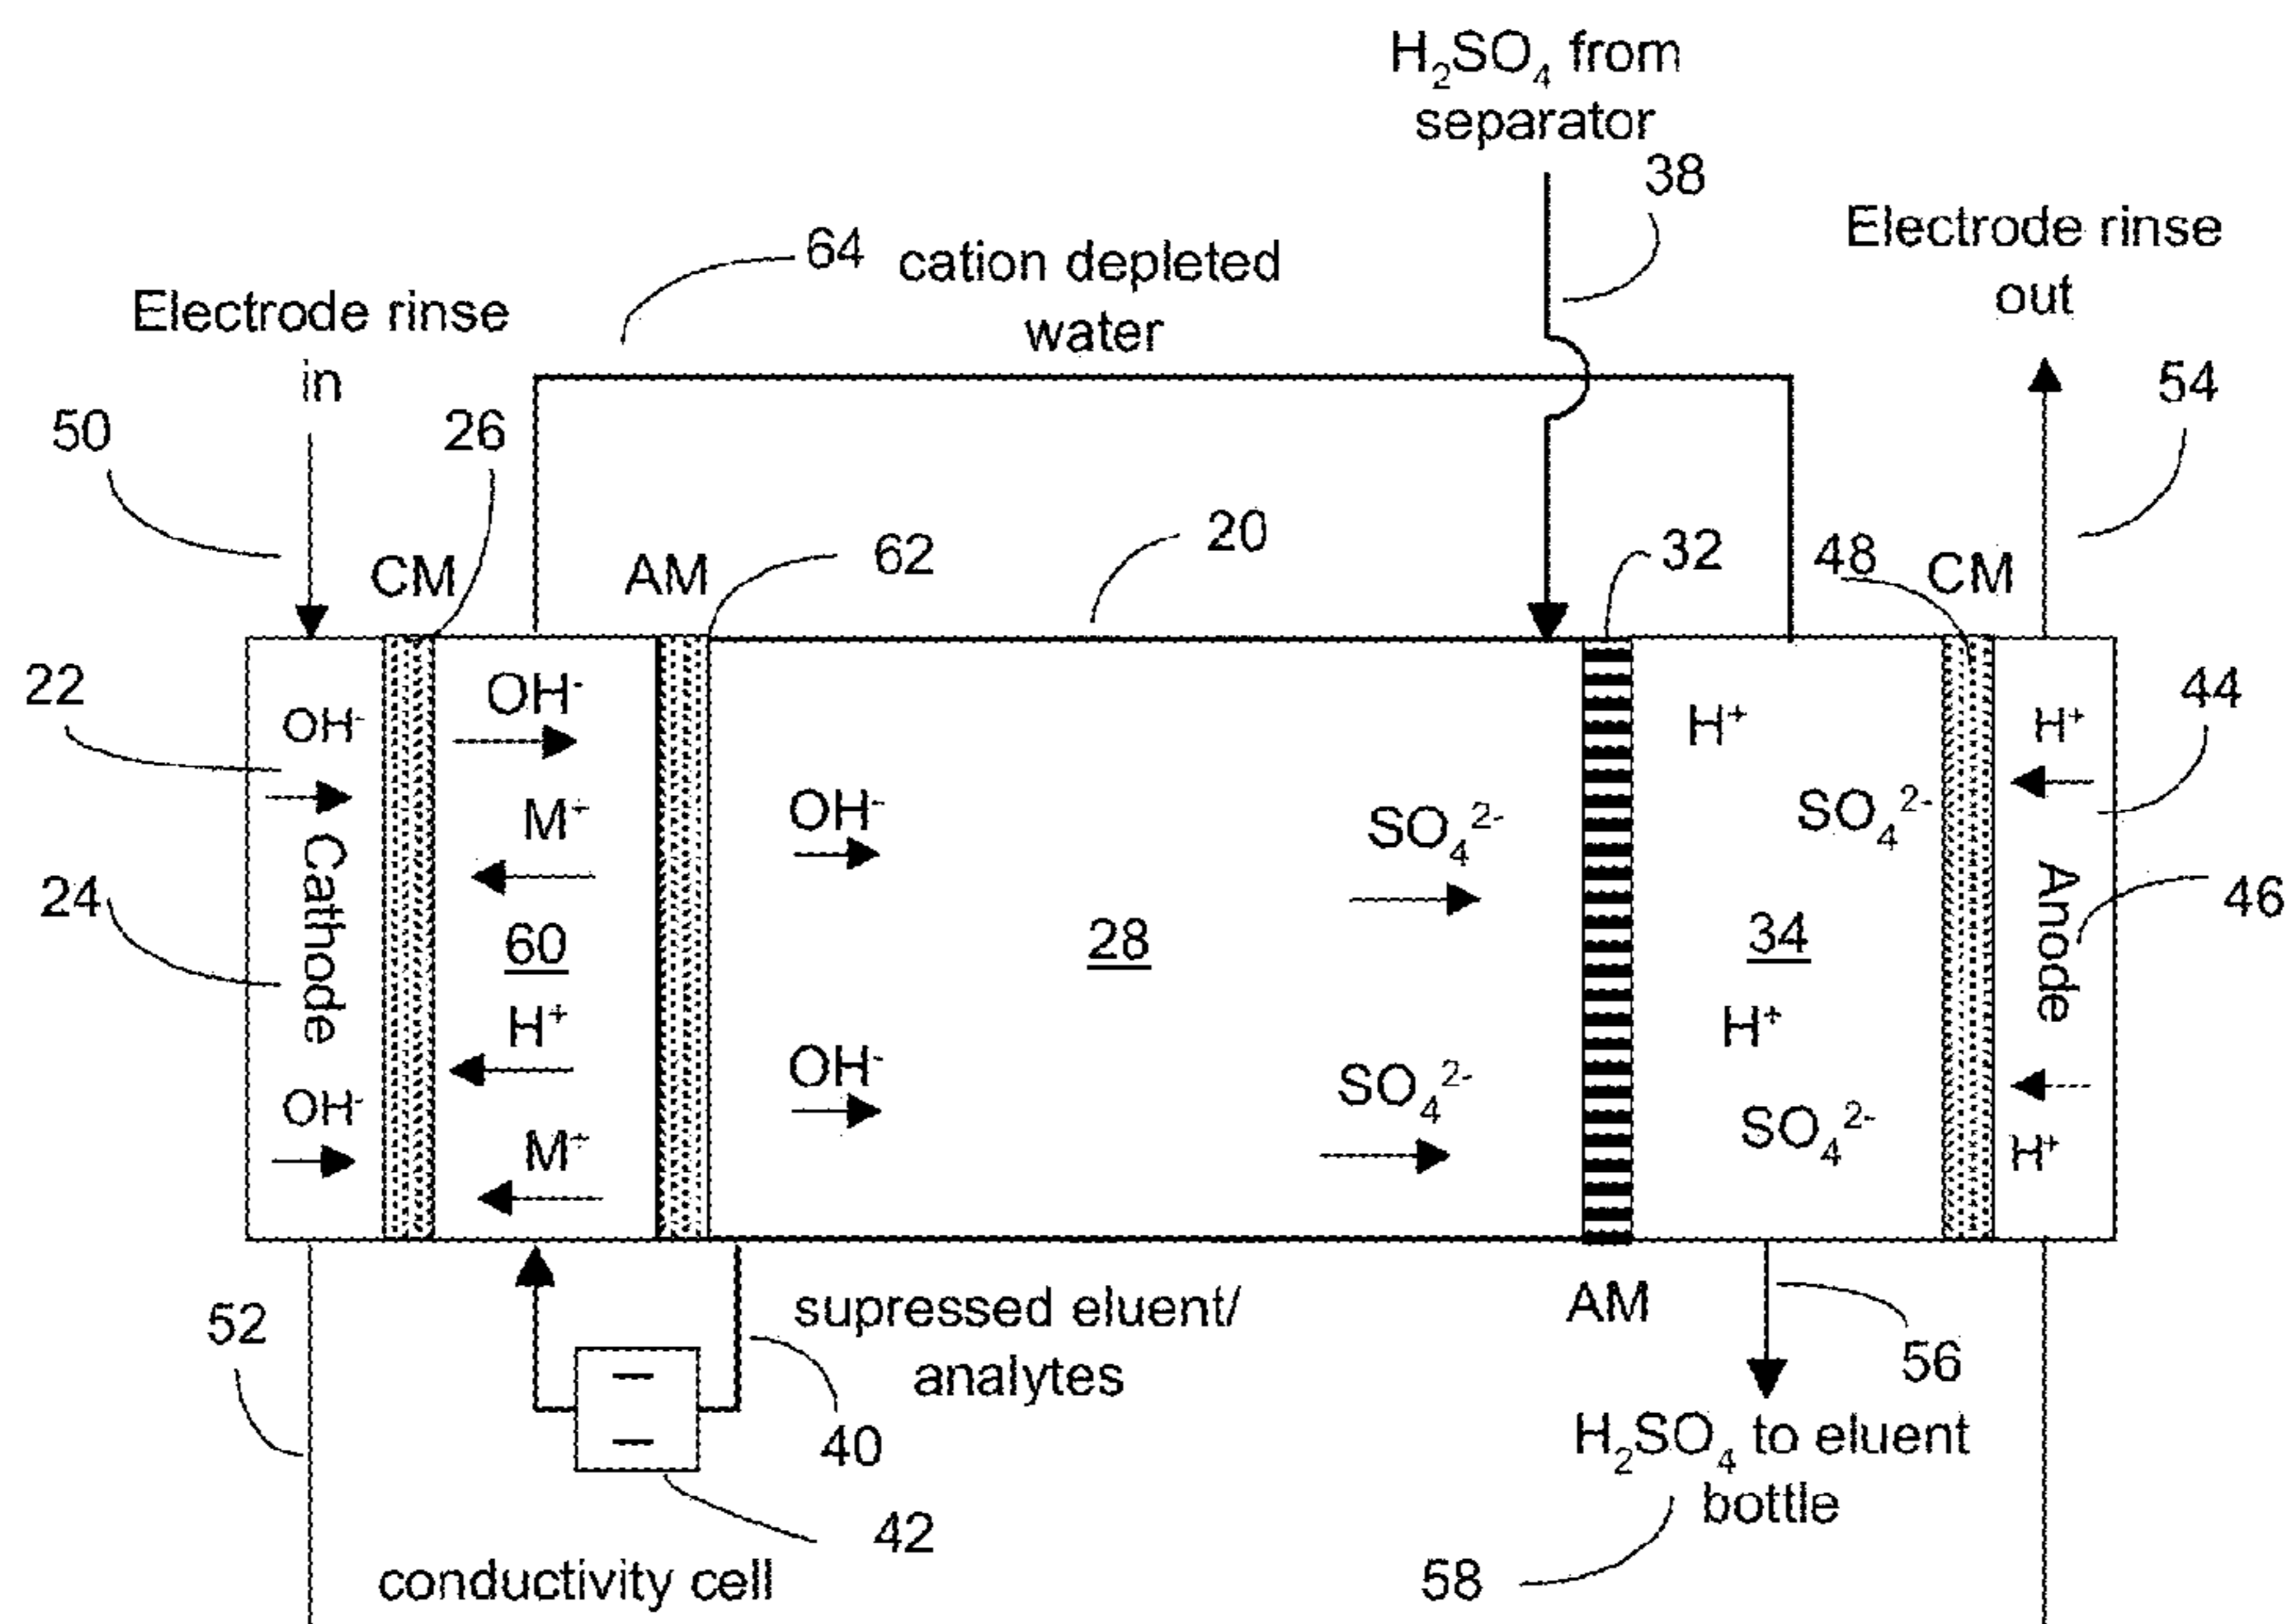 H₂SO₄ from
separator
38
64 cation depleted
water
Electrode rinse
in
Electrode rinse
out
50
26
54
CM
AM
62
20
32
48
CM
22
OH⁻
OH⁻
M⁺
24
Cathode
60
H⁺
OH⁻
M⁺
OH⁻
28
OH⁻
SO₄²⁻
SO₄²⁻
H⁺
SO₄²⁻
34
H⁺
SO₄²⁻
H⁺
44
Anode
46
H⁺
52
supressed eluent/
analytes
40
AM
56
H₂SO₄ to eluent
bottle
42
conductivity cell
58